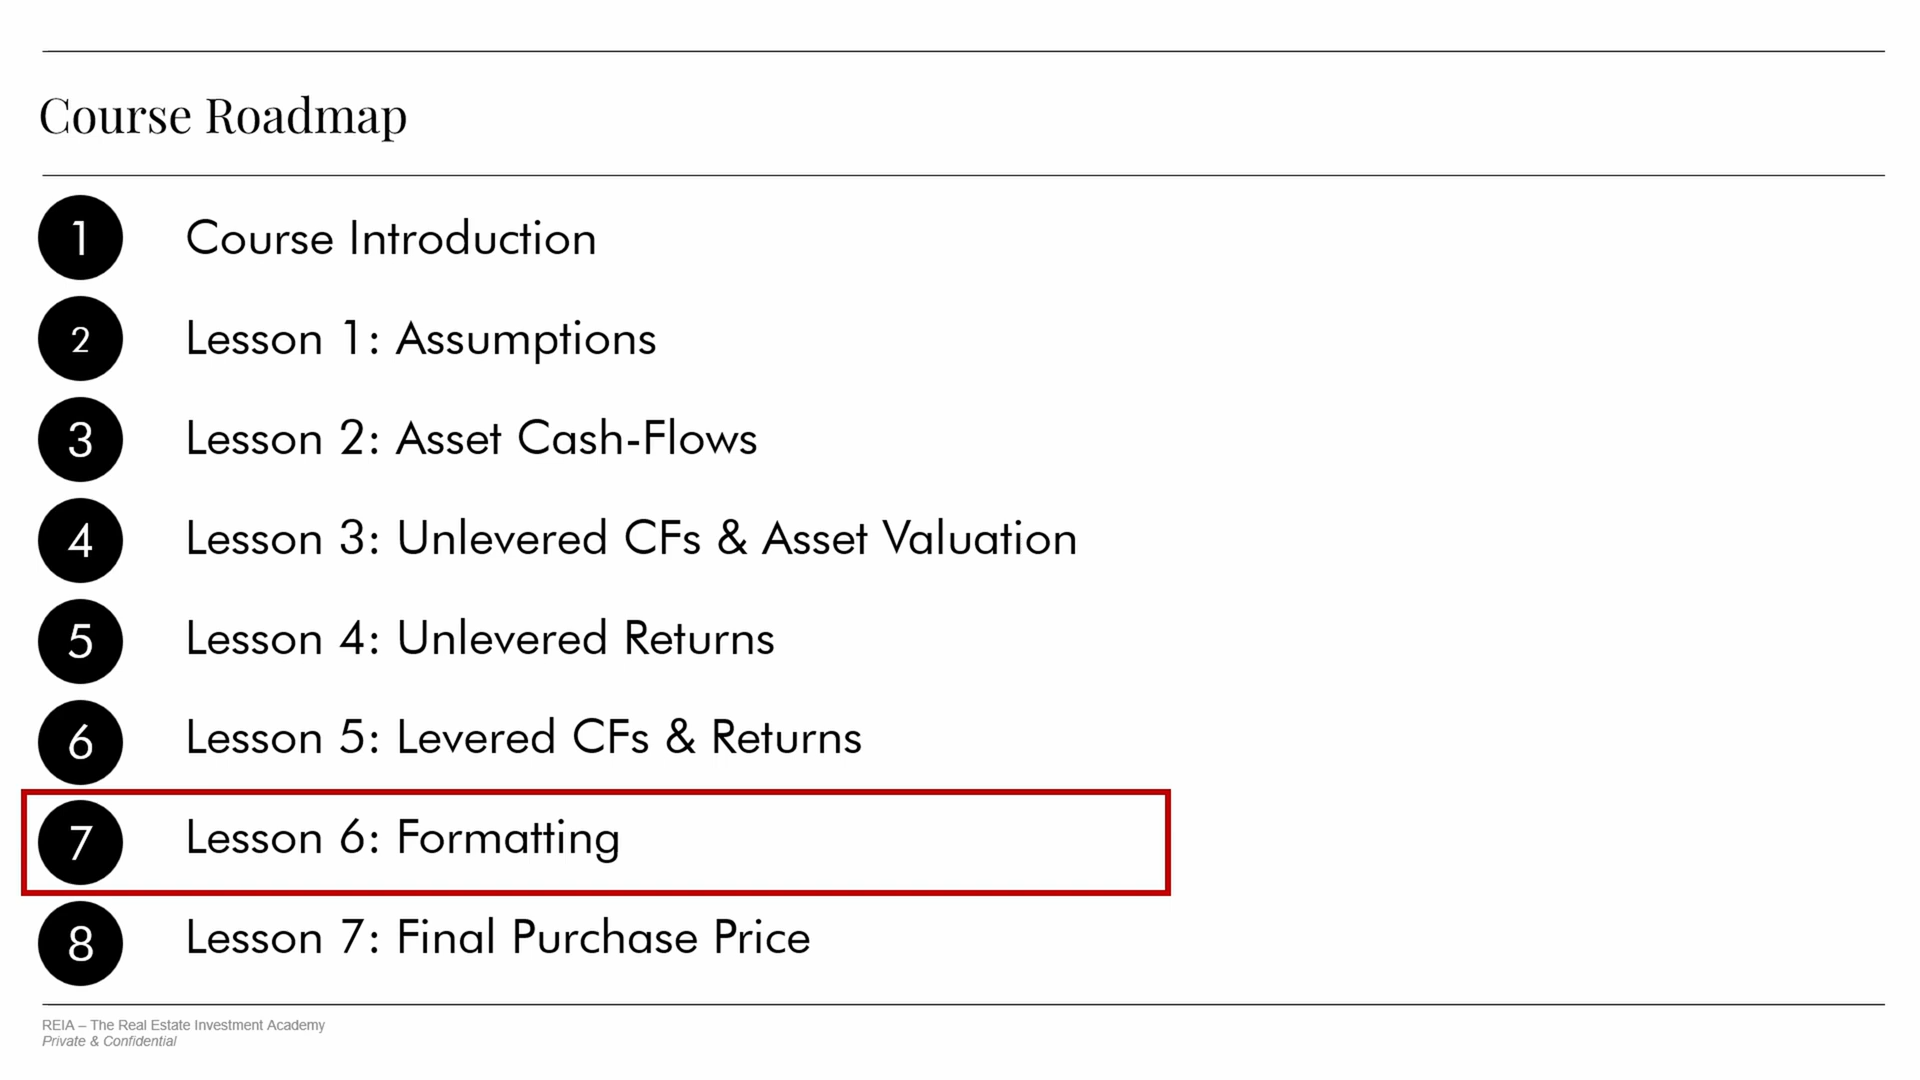 Course Roadmap
1 Course Introduction
2 Lesson 1: Assumptions
3 Lesson 2: Asset Cash-Flows
4 Lesson 3: Unlevered CFs & Asset Valuation
5 Lesson 4: Unlevered Returns
6 Lesson 5: Levered CFs & Returns
7 Lesson 6: Formatting
8 Lesson 7: Final Purchase Price
REIA – The Real Estate Investment Academy
Private & Confidential